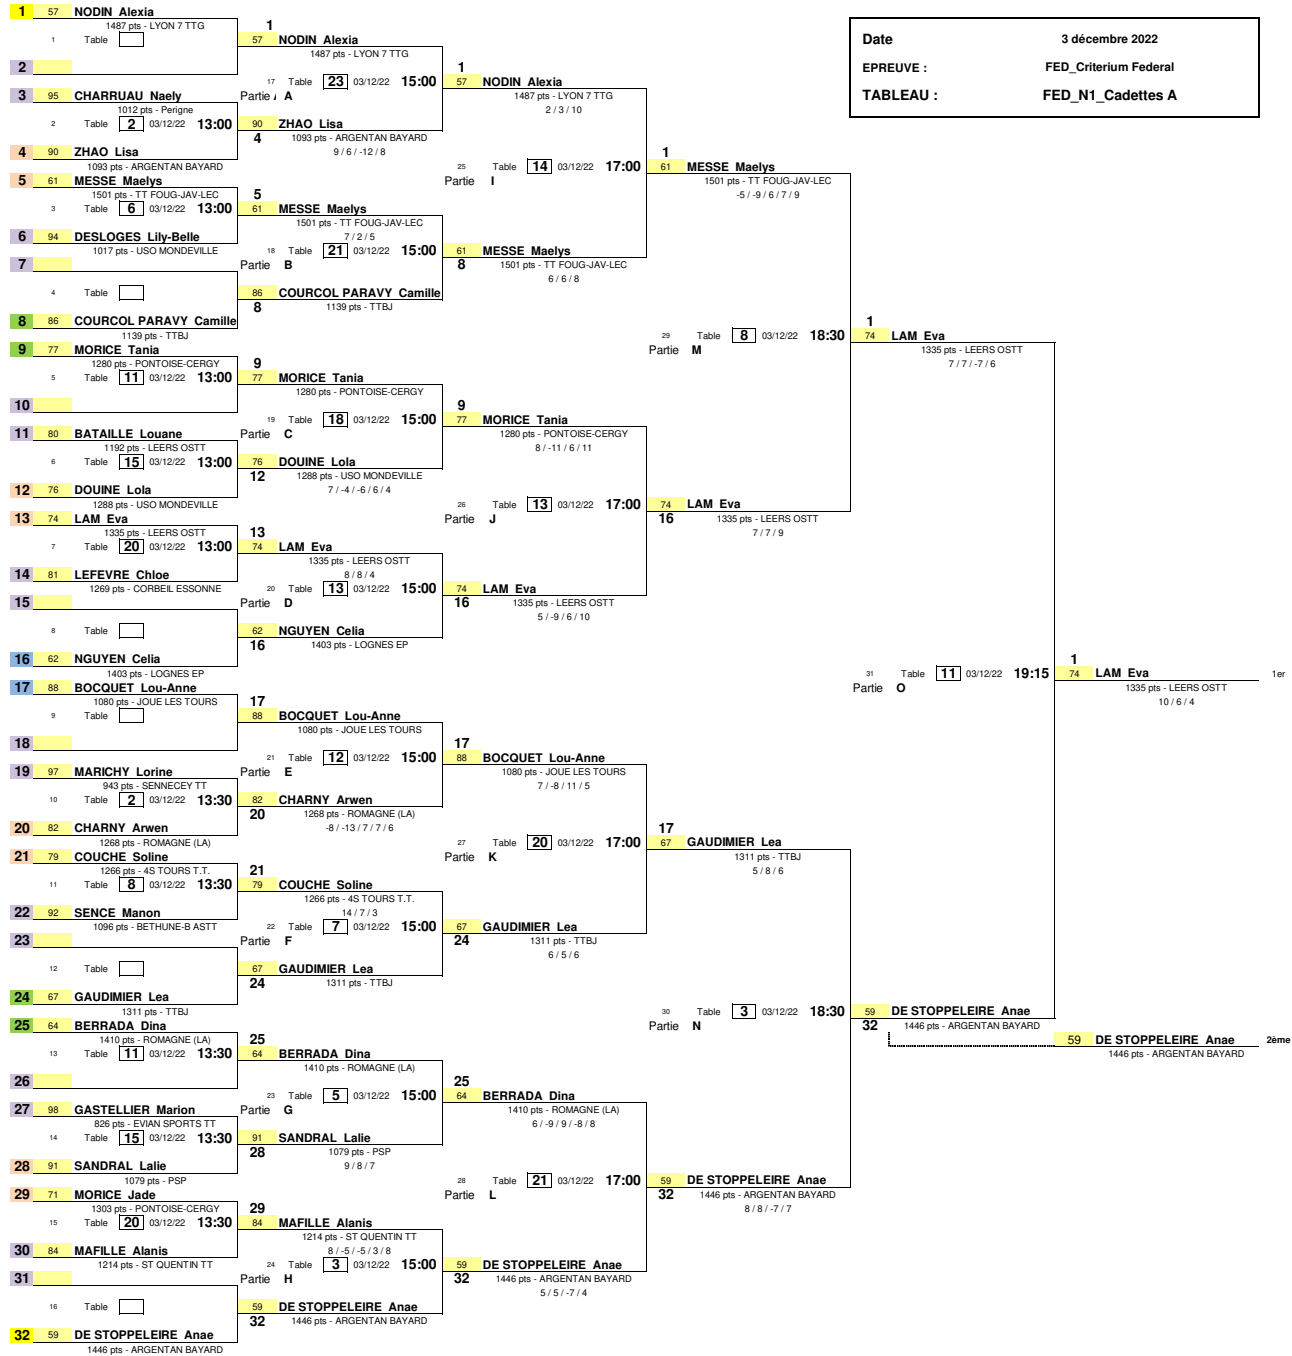 Date 3 décembre 2022
EPREUVE : FED_Criterium Federal
TABLEAU : FED_N1_Cadettes A
1 57 NODIN Alexia
1487 pts - LYON 7 TTG
1 Table
2
3 95 CHARRUAU Naely
1012 pts - Perigne
2 Table 2 03/12/22 13:00
4 90 ZHAO Lisa
1093 pts - ARGENTAN BAYARD
5 61 MESSE Maelys
1501 pts - TT FOUG-JAV-LEC
3 Table 6 03/12/22 13:00
6 94 DESLOGES Lily-Belle
1017 pts - USO MONDEVILLE
7
4 Table
8 86 COURCOL PARAVY Camille
1139 pts - TTBJ
9 77 MORICE Tania
1280 pts - PONTOISE-CERGY
5 Table 11 03/12/22 13:00
10
11 80 BATAILLE Louane
1192 pts - LEERS OSTT
6 Table 15 03/12/22 13:00
12 76 DOUINE Lola
1288 pts - USO MONDEVILLE
13 74 LAM Eva
1335 pts - LEERS OSTT
7 Table 20 03/12/22 13:00
14 81 LEFEVRE Chloe
1269 pts - CORBEIL ESSONNE
15
8 Table
16 62 NGUYEN Celia
1403 pts - LOGNES EP
17 88 BOCQUET Lou-Anne
1080 pts - JOUE LES TOURS
9 Table
18
19 97 MARICHY Lorine
943 pts - SENNECEY TT
10 Table 2 03/12/22 13:30
20 82 CHARNY Arwen
1268 pts - ROMAGNE (LA)
21 79 COUCHE Soline
1266 pts - 4S TOURS T.T.
11 Table 8 03/12/22 13:30
22 92 SENCE Manon
1096 pts - BETHUNE-B ASTT
23
12 Table
24 67 GAUDIMIER Lea
1311 pts - TTBJ
25 64 BERRADA Dina
1410 pts - ROMAGNE (LA)
13 Table 11 03/12/22 13:30
26
27 98 GASTELLIER Marion
826 pts - EVIAN SPORTS TT
14 Table 15 03/12/22 13:30
28 91 SANDRAL Lalie
1079 pts - PSP
29 71 MORICE Jade
1303 pts - PONTOISE-CERGY
15 Table 20 03/12/22 13:30
30 84 MAFILLE Alanis
1214 pts - ST QUENTIN TT
31
16 Table
32 59 DE STOPPELEIRE Anae
1446 pts - ARGENTAN BAYARD
1
57 NODIN Alexia
1487 pts - LYON 7 TTG
17 Table 23 03/12/22 15:00
Partie A
90 ZHAO Lisa
4 1093 pts - ARGENTAN BAYARD
9 / 6 / -12 / 8
5
61 MESSE Maelys
1501 pts - TT FOUG-JAV-LEC
7 / 2 / 5
18 Table 21 03/12/22 15:00
Partie B
86 COURCOL PARAVY Camille
8 1139 pts - TTBJ
9
77 MORICE Tania
1280 pts - PONTOISE-CERGY
19 Table 18 03/12/22 15:00
Partie C
76 DOUINE Lola
12 1288 pts - USO MONDEVILLE
7 / -4 / -6 / 6 / 4
13
74 LAM Eva
1335 pts - LEERS OSTT
8 / 8 / 4
20 Table 13 03/12/22 15:00
Partie D
62 NGUYEN Celia
16 1403 pts - LOGNES EP
17
88 BOCQUET Lou-Anne
1080 pts - JOUE LES TOURS
21 Table 12 03/12/22 15:00
Partie E
82 CHARNY Arwen
20 1268 pts - ROMAGNE (LA)
-8 / -13 / 7 / 7 / 6
21
79 COUCHE Soline
1266 pts - 4S TOURS T.T.
14 / 7 / 3
22 Table 7 03/12/22 15:00
Partie F
67 GAUDIMIER Lea
24 1311 pts - TTBJ
25
64 BERRADA Dina
1410 pts - ROMAGNE (LA)
23 Table 5 03/12/22 15:00
Partie G
91 SANDRAL Lalie
28 1079 pts - PSP
9 / 8 / 7
29
84 MAFILLE Alanis
1214 pts - ST QUENTIN TT
8 / -5 / -5 / 3 / 8
24 Table 3 03/12/22 15:00
Partie H
59 DE STOPPELEIRE Anae
32 1446 pts - ARGENTAN BAYARD
1
57 NODIN Alexia
1487 pts - LYON 7 TTG
2 / 3 / 10
25 Table 14 03/12/22 17:00
Partie I
61 MESSE Maelys
8 1501 pts - TT FOUG-JAV-LEC
6 / 6 / 8
9
77 MORICE Tania
1280 pts - PONTOISE-CERGY
8 / -11 / 6 / 11
26 Table 13 03/12/22 17:00
Partie J
74 LAM Eva
16 1335 pts - LEERS OSTT
5 / -9 / 6 / 10
17
88 BOCQUET Lou-Anne
1080 pts - JOUE LES TOURS
7 / -8 / 11 / 5
27 Table 20 03/12/22 17:00
Partie K
67 GAUDIMIER Lea
24 1311 pts - TTBJ
6 / 5 / 6
25
64 BERRADA Dina
1410 pts - ROMAGNE (LA)
6 / -9 / 9 / -8 / 8
28 Table 21 03/12/22 17:00
Partie L
59 DE STOPPELEIRE Anae
32 1446 pts - ARGENTAN BAYARD
5 / 5 / -7 / 4
1
61 MESSE Maelys
1501 pts - TT FOUG-JAV-LEC
-5 / -9 / 6 / 7 / 9
29 Table 8 03/12/22 18:30
Partie M
74 LAM Eva
16 1335 pts - LEERS OSTT
7 / 7 / 9
17
67 GAUDIMIER Lea
1311 pts - TTBJ
5 / 8 / 6
30 Table 3 03/12/22 18:30
Partie N
59 DE STOPPELEIRE Anae
32 1446 pts - ARGENTAN BAYARD
8 / 8 / -7 / 7
1
74 LAM Eva
1335 pts - LEERS OSTT
7 / 7 / -7 / 6
31 Table 11 03/12/22 19:15
Partie O
59 DE STOPPELEIRE Anae
32 1446 pts - ARGENTAN BAYARD
1
74 LAM Eva 1er
1335 pts - LEERS OSTT
10 / 6 / 4
59 DE STOPPELEIRE Anae 2ème
1446 pts - ARGENTAN BAYARD